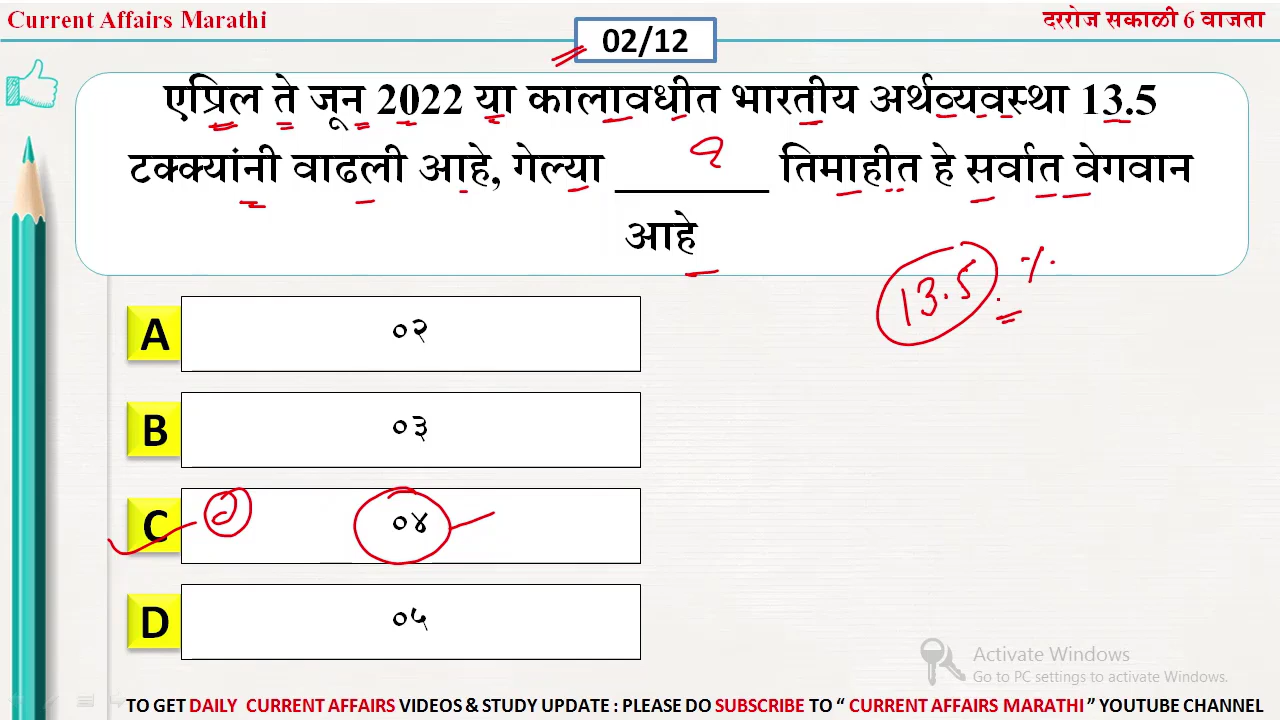 Current Affairs Marathi
दररोज सकाळी 6 वाजता
02/12
एप्रिल ते जून 2022 या कालावधीत भारतीय अर्थव्यवस्था 13.5
टक्क्यांनी वाढली आहे, गेल्या ________ तिमाहीत हे सर्वात वेगवान
आहे
13.5 %
A ०२
B ०३
C ०४
D ०५
Activate Windows
Go to PC settings to activate Windows.
TO GET DAILY CURRENT AFFAIRS VIDEOS & STUDY UPDATE : PLEASE DO SUBSCRIBE TO “ CURRENT AFFAIRS MARATHI ” YOUTUBE CHANNEL